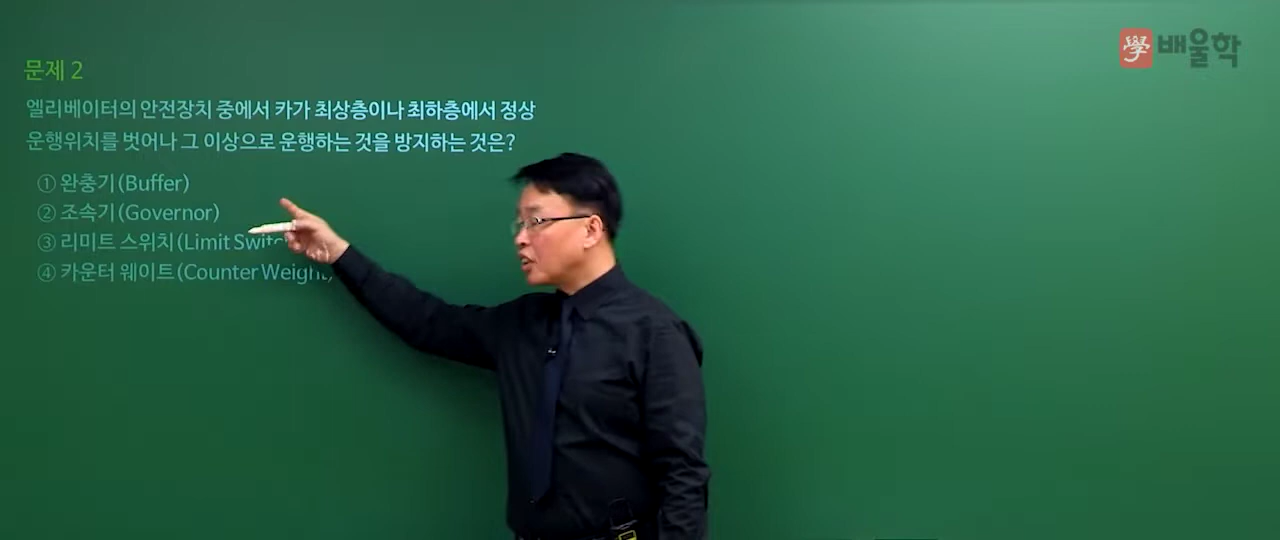 學 배울학
문제 2
엘리베이터의 안전장치 중에서 카가 최상층이나 최하층에서 정상
운행위치를 벗어나 그 이상으로 운행하는 것을 방지하는 것은?
① 완충기(Buffer)
② 조속기(Governor)
③ 리미트 스위치(Limit Switc
④ 카운터 웨이트(Counter Weight)